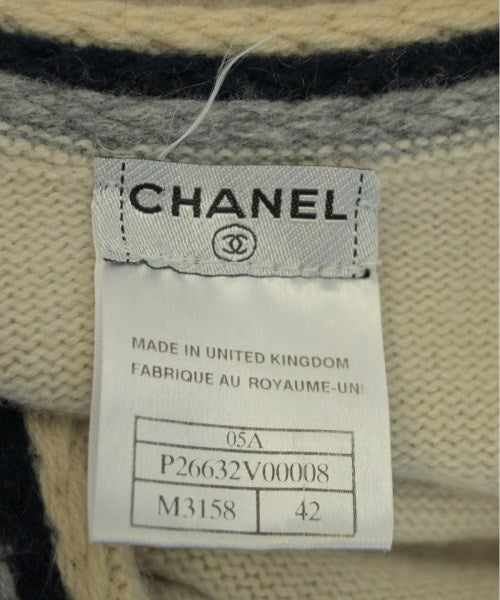 CHANEL
MADE IN UNITED KINGDOM
FABRIQUE AU ROYAUME-UNI
05A
P26632V00008
M3158 42